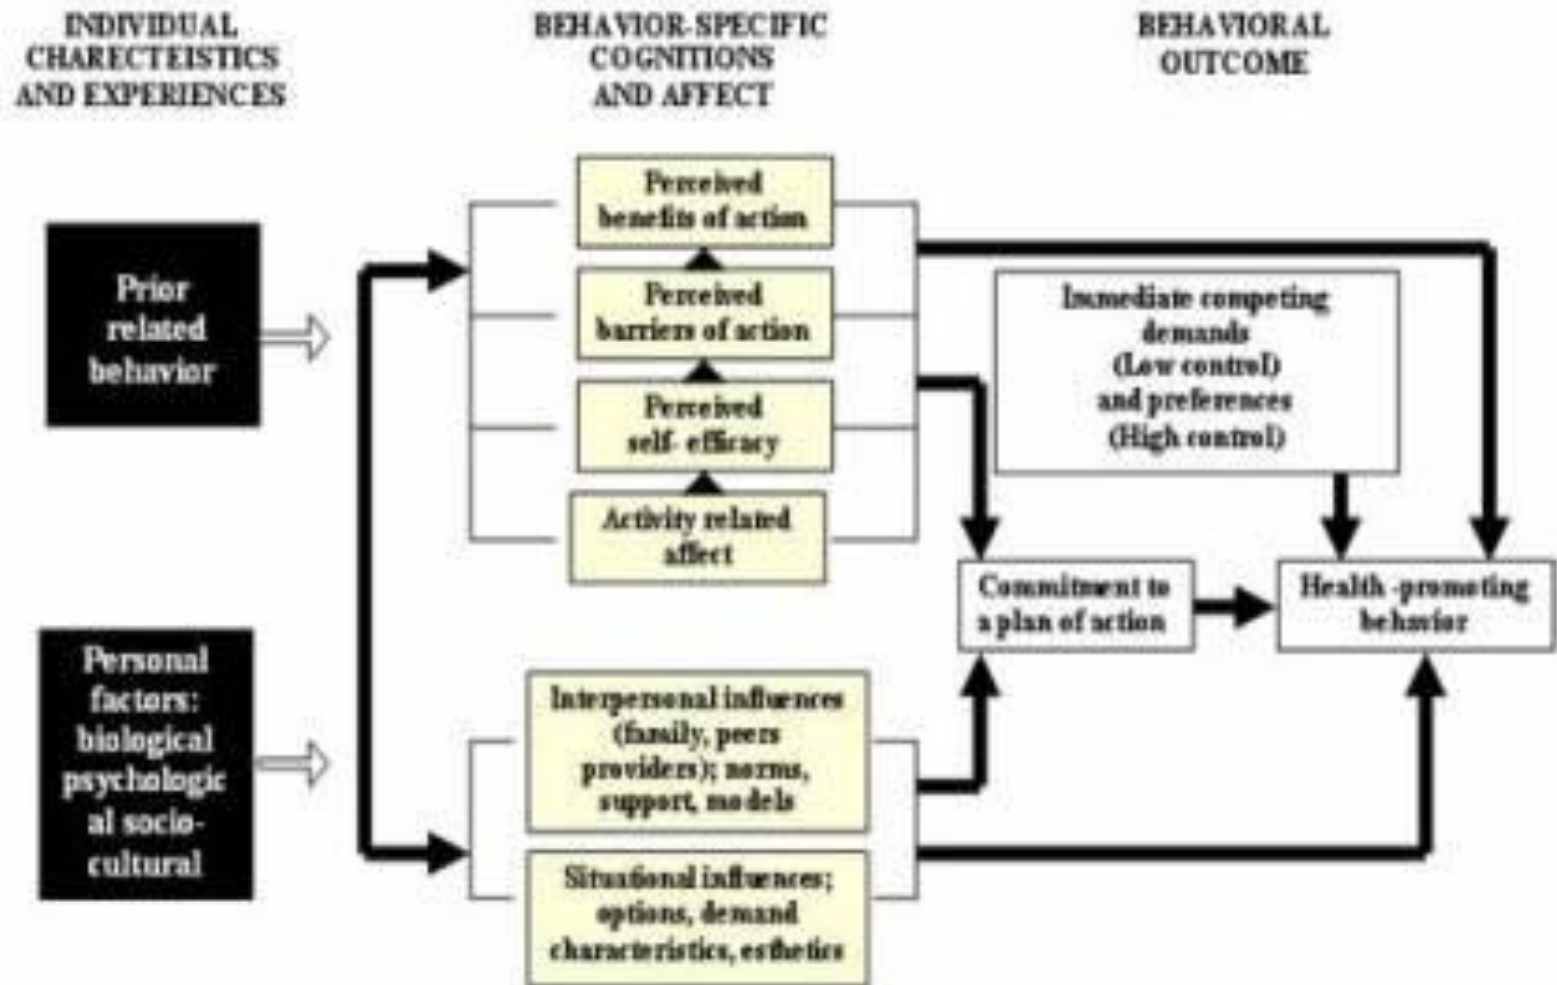 INDIVIDUAL
CHARECTEISTICS
AND EXPERIENCES
BEHAVIOR-SPECIFIC
COGNITIONS
AND AFFECT
BEHAVIORAL
OUTCOME
Prior
related
behavior
Personal
factors:
biological
psychologic
al socio-
cultural
Perceived
benefits of action
Perceived
barriers of action
Perceived
self- efficacy
Activity related
affect
Interpersonal influences
(family, peers
providers); norms,
support, models
Situational influences;
options, demand
characteristics, esthetics
Immediate competing
demands
(Low control)
and preferences
(High control)
Commitment to
a plan of action
Health -promoting
behavior